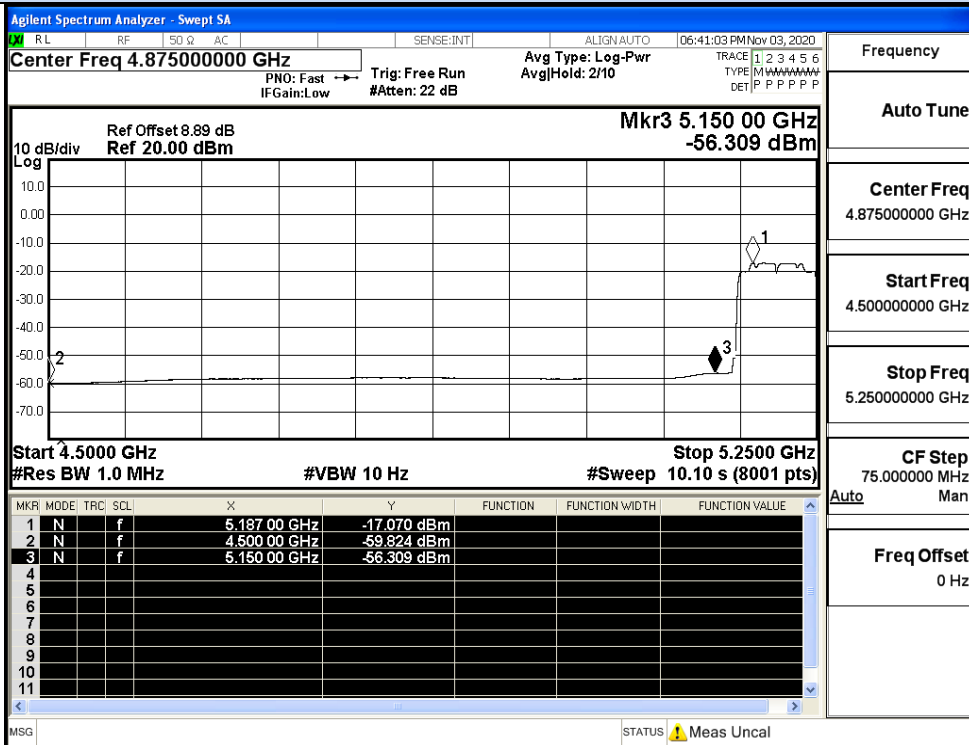 Agilent Spectrum Analyzer - Swept SA
LXI RL RF 50 Ω AC SENSE:INT ALIGN AUTO 06:41:03 PM Nov 03, 2020
Center Freq 4.875000000 GHz
PNO: Fast
IFGain:Low
Trig: Free Run
#Atten: 22 dB
Avg Type: Log-Pwr
Avg|Hold: 2/10
TRACE 1 2 3 4 5 6
TYPE M W W W W W
DET P P P P P P
Mkr3 5.150 00 GHz
-56.309 dBm
Ref Offset 8.89 dB
10 dB/div Ref 20.00 dBm
Log
10.0
0.00
-10.0
-20.0
-30.0
-40.0
-50.0
-60.0
-70.0
1
2
3
Start 4.5000 GHz Stop 5.2500 GHz
#Res BW 1.0 MHz #VBW 10 Hz #Sweep 10.10 s (8001 pts)
MKR MODE TRC SCL X Y FUNCTION FUNCTION WIDTH FUNCTION VALUE
1 N f 5.187 00 GHz -17.070 dBm
2 N f 4.500 00 GHz -59.824 dBm
3 N f 5.150 00 GHz -56.309 dBm
4
5
6
7
8
9
10
11
MSG STATUS Meas Uncal
Frequency
Auto Tune
Center Freq
4.875000000 GHz
Start Freq
4.500000000 GHz
Stop Freq
5.250000000 GHz
CF Step
75.000000 MHz
Auto Man
Freq Offset
0 Hz